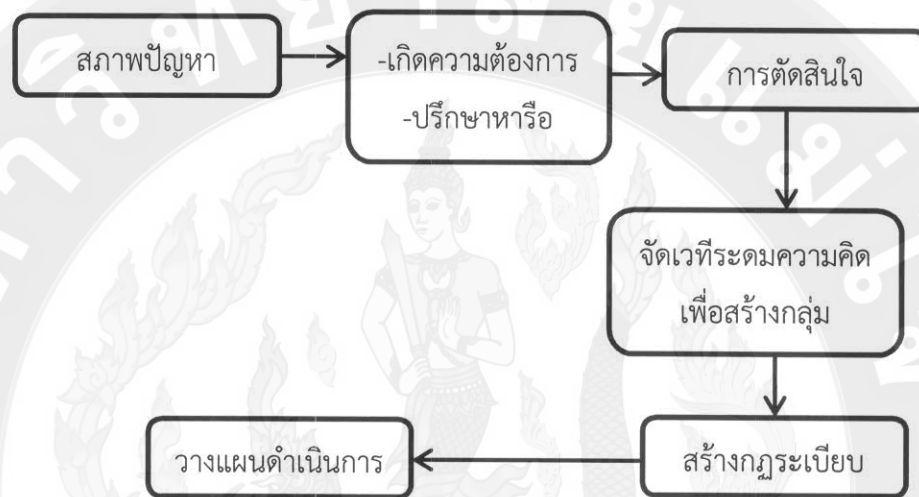 สภาพปัญหา
-เกิดความต้องการ
-ปรึกษาหารือ
การตัดสินใจ
จัดเวทีระดมความคิด
เพื่อสร้างกลุ่ม
สร้างกฎระเบียบ
วางแผนดำเนินการ